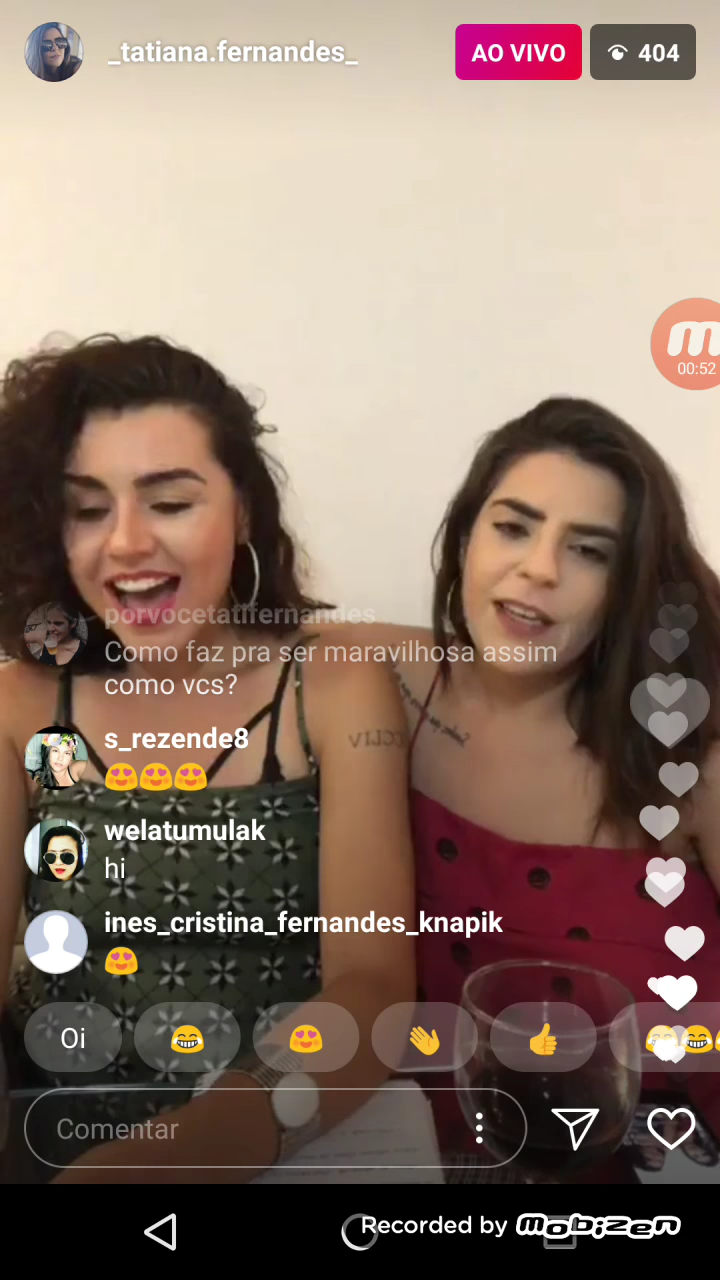 _tatiana.fernandes_
AO VIVO
404
00:52
porvocetatifernandes
Como faz pra ser maravilhosa assim
como vcs?
s_rezende8
welatumulak
hi
ines_cristina_fernandes_knapik
Oi
Comentar
Recorded by mobizen